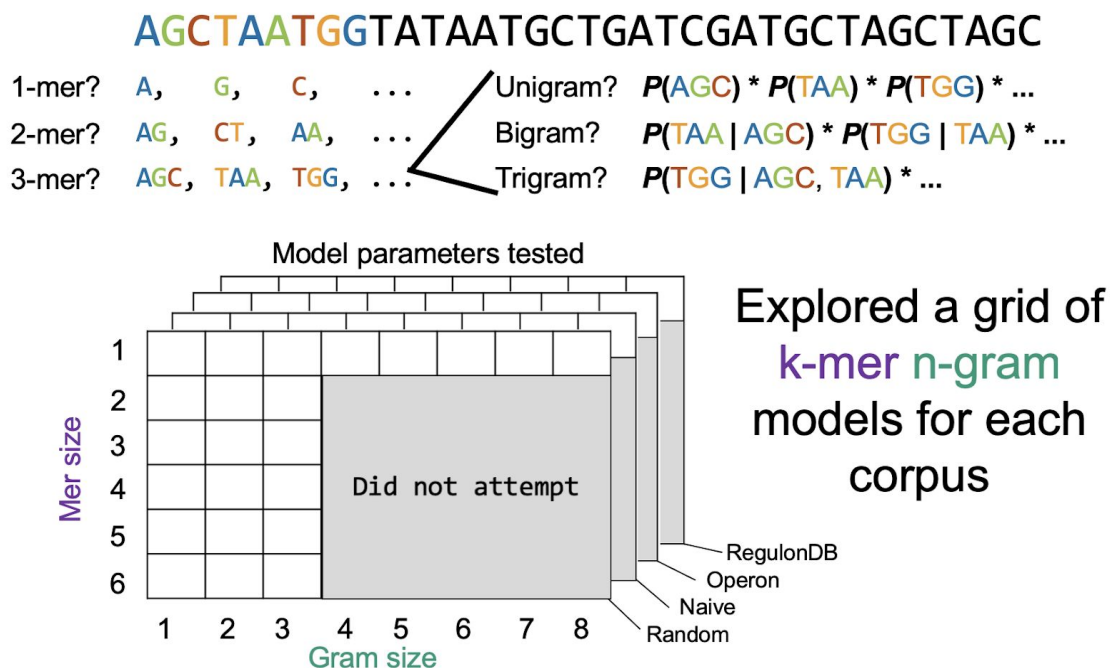 AGCTAATGGTATAATGCTGATCGATGCTAGCTAGC
1-mer? A, G, C, ...
2-mer? AG, CT, AA, ...
3-mer? AGC, TAA, TGG, ...
Unigram? P(AGC) * P(TAA) * P(TGG) * ...
Bigram? P(TAA | AGC) * P(TGG | TAA) * ...
Trigram? P(TGG | AGC, TAA) * ...
Model parameters tested
Mer size
1
2
3
4
5
6
Did not attempt
1 2 3 4 5 6 7 8
Gram size
RegulonDB
Operon
Naive
Random
Explored a grid of
k-mer n-gram
models for each
corpus